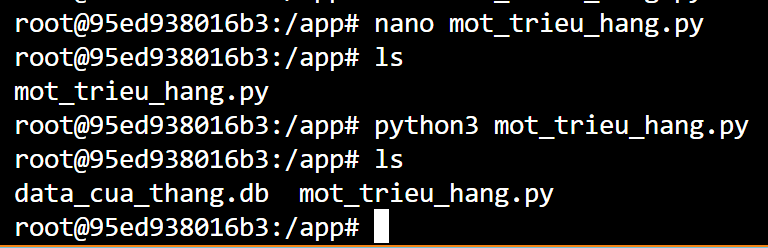 root@95ed938016b3:/app# nano mot_trieu_hang.py
root@95ed938016b3:/app# ls
mot_trieu_hang.py
root@95ed938016b3:/app# python3 mot_trieu_hang.py
root@95ed938016b3:/app# ls
data_cua_thang.db  mot_trieu_hang.py
root@95ed938016b3:/app#